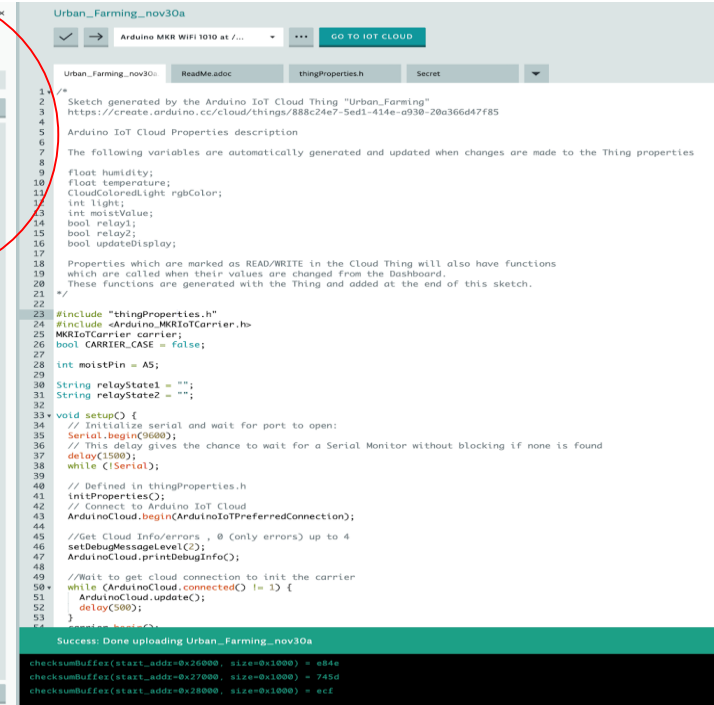 Urban_Farming_nov30a
Arduino MKR WiFi 1010 at /...
GO TO IOT CLOUD
Urban_Farming_nov30a ReadMe.adoc thingProperties.h Secret
1 /*
2 Sketch generated by the Arduino IoT Cloud Thing "Urban_Farming"
3 https://create.arduino.cc/cloud/things/888c24e7-5ed1-414e-a930-20a366d47f85
4
5 Arduino IoT Cloud Properties description
6
7 The following variables are automatically generated and updated when changes are made to the Thing properties
8
9 float humidity;
10 float temperature;
11 CloudColoredLight rgbColor;
12 int light;
13 int moistValue;
14 bool relay1;
15 bool relay2;
16 bool updateDisplay;
17
18 Properties which are marked as READ/WRITE in the Cloud Thing will also have functions
19 which are called when their values are changed from the Dashboard.
20 These functions are generated with the Thing and added at the end of this sketch.
21 */
22
23 #include "thingProperties.h"
24 #include <Arduino_MKRIoTCarrier.h>
25 MKRIoTCarrier carrier;
26 bool CARRIER_CASE = false;
27
28 int moistPin = A5;
29
30 String relayState1 = "";
31 String relayState2 = "";
32
33 void setup() {
34 // Initialize serial and wait for port to open:
35 Serial.begin(9600);
36 // This delay gives the chance to wait for a Serial Monitor without blocking if none is found
37 delay(1500);
38 while (!Serial);
39
40 // Defined in thingProperties.h
41 initProperties();
42 // Connect to Arduino IoT Cloud
43 ArduinoCloud.begin(ArduinoIoTPreferredConnection);
44
45 //Get Cloud Info/errors , 0 (only errors) up to 4
46 setDebugMessageLevel(2);
47 ArduinoCloud.printDebugInfo();
48
49 //Wait to get cloud connection to init the carrier
50 while (ArduinoCloud.connected() != 1) {
51 ArduinoCloud.update();
52 delay(500);
53 }
Success: Done uploading Urban_Farming_nov30a
checksumBuffer(start_addr=0x26000, size=0x1000) = e84e
checksumBuffer(start_addr=0x27000, size=0x1000) = 745d
checksumBuffer(start_addr=0x28000, size=0x1000) = ecf